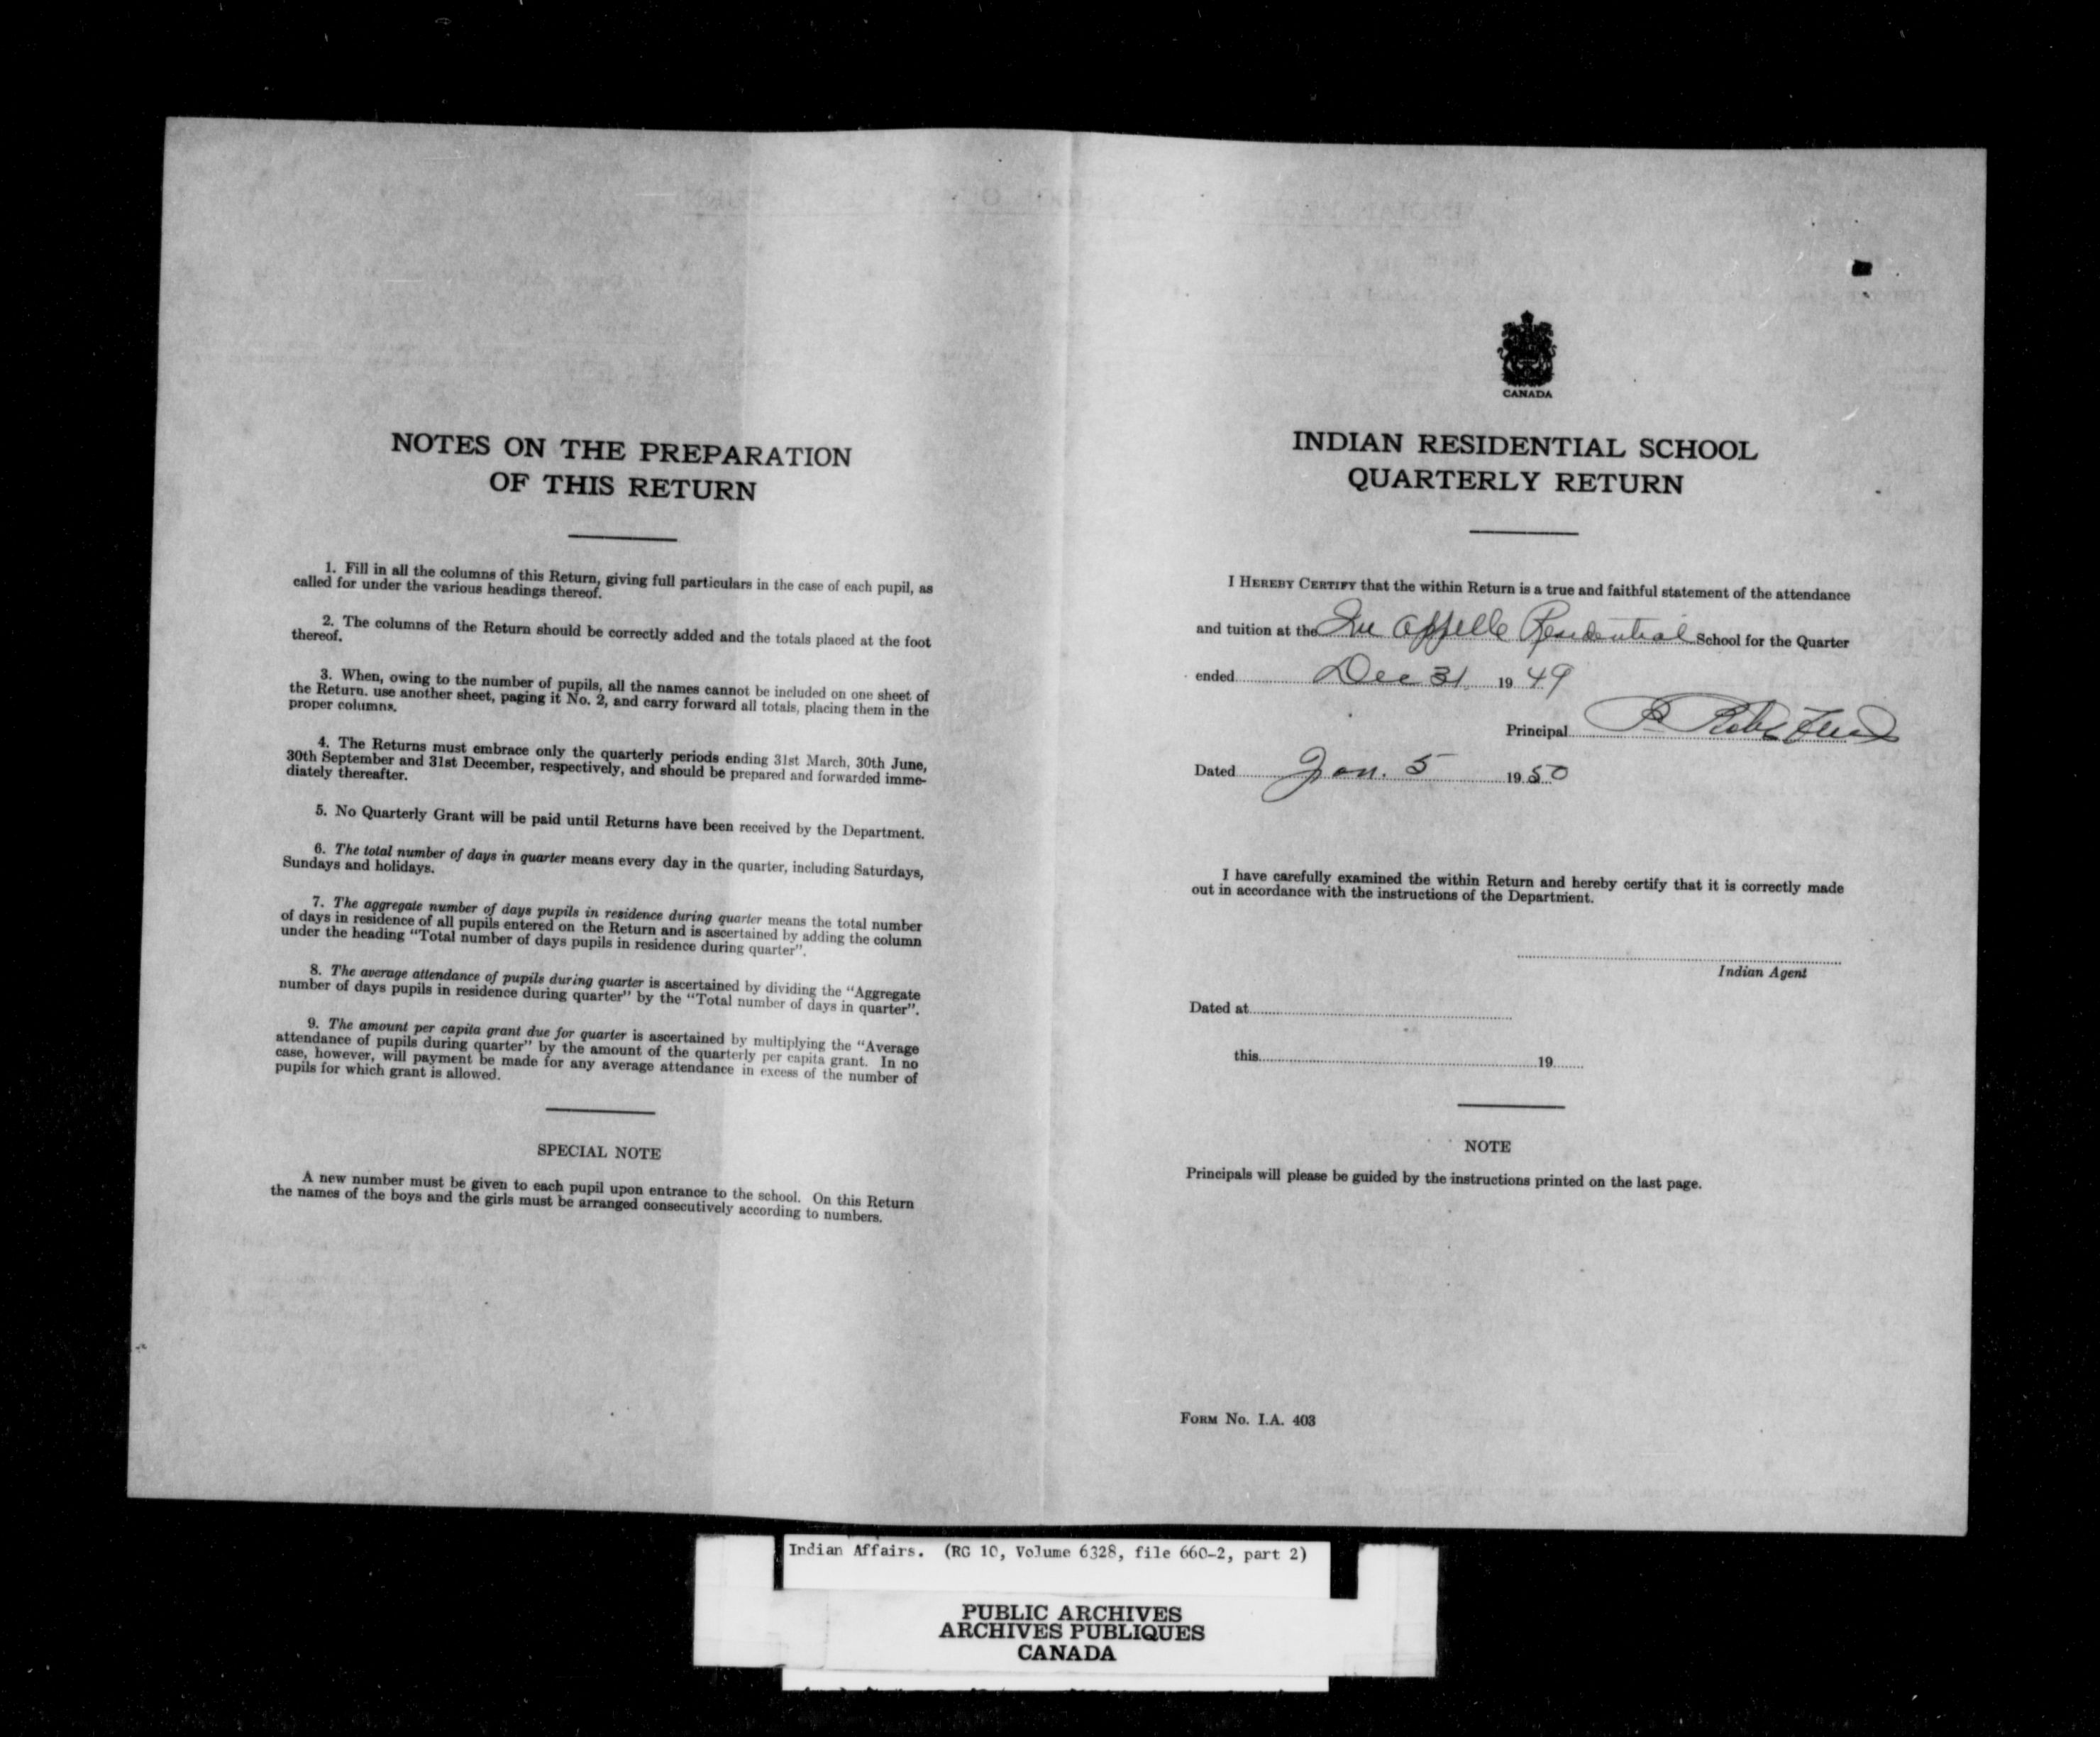 NOTES ON THE PREPARATION
OF THIS RETURN
1. Fill in all the columns of this Return, giving full particulars in the case of each pupil, as
called for under the various headings thereof.
2. The columns of the Return should be correctly added and the totals placed at the foot
thereof.
3. When, owing to the number of pupils, all the names cannot be included on one sheet of
the Return. use another sheet, paging it No. 2, and carry forward all totals, placing them in the
proper columns.
4. The Returns must embrace only the quarterly periods ending 31st March, 30th June,
30th September and 31st December, respectively, and should be prepared and forwarded imme-
diately thereafter.
5. No Quarterly Grant will be paid until Returns have been received by the Department.
6. The total number of days in quarter means every day in the quarter, including Saturdays,
Sundays and holidays.
7. The aggregate number of days pupils in residence during quarter means the total number
of days in residence of all pupils entered on the Return and is ascertained by adding the column
under the heading "Total number of days pupils in residence during quarter".
8. The average attendance of pupils during quarter is ascertained by dividing the "Aggregate
number of days pupils in residence during quarter" by the "Total number of days in quarter".
9. The amount per capita grant due for quarter is ascertained by multiplying the "Average
attendance of pupils during quarter" by the amount of the quarterly per capita grant. In no
case, however, will payment be made for any average attendance in excess of the number of
pupils for which grant is allowed.
SPECIAL NOTE
A new number must be given to each pupil upon entrance to the school. On this Return
the names of the boys and the girls must be arranged consecutively according to numbers.
CANADA
INDIAN RESIDENTIAL SCHOOL
QUARTERLY RETURN
I HEREBY CERTIFY that the within Return is a true and faithful statement of the attendance
and tuition at the Qu Appelle Residential School for the Quarter
ended Dec 31 1949
Principal
Dated Jan. 5 1950
I have carefully examined the within Return and hereby certify that it is correctly made
out in accordance with the instructions of the Department.
Indian Agent
Dated at
this 19
NOTE
Principals will please be guided by the instructions printed on the last page.
FORM No. I.A. 403
Indian Affairs. (RG 10, Volume 6328, file 660-2, part 2)
PUBLIC ARCHIVES
ARCHIVES PUBLIQUES
CANADA